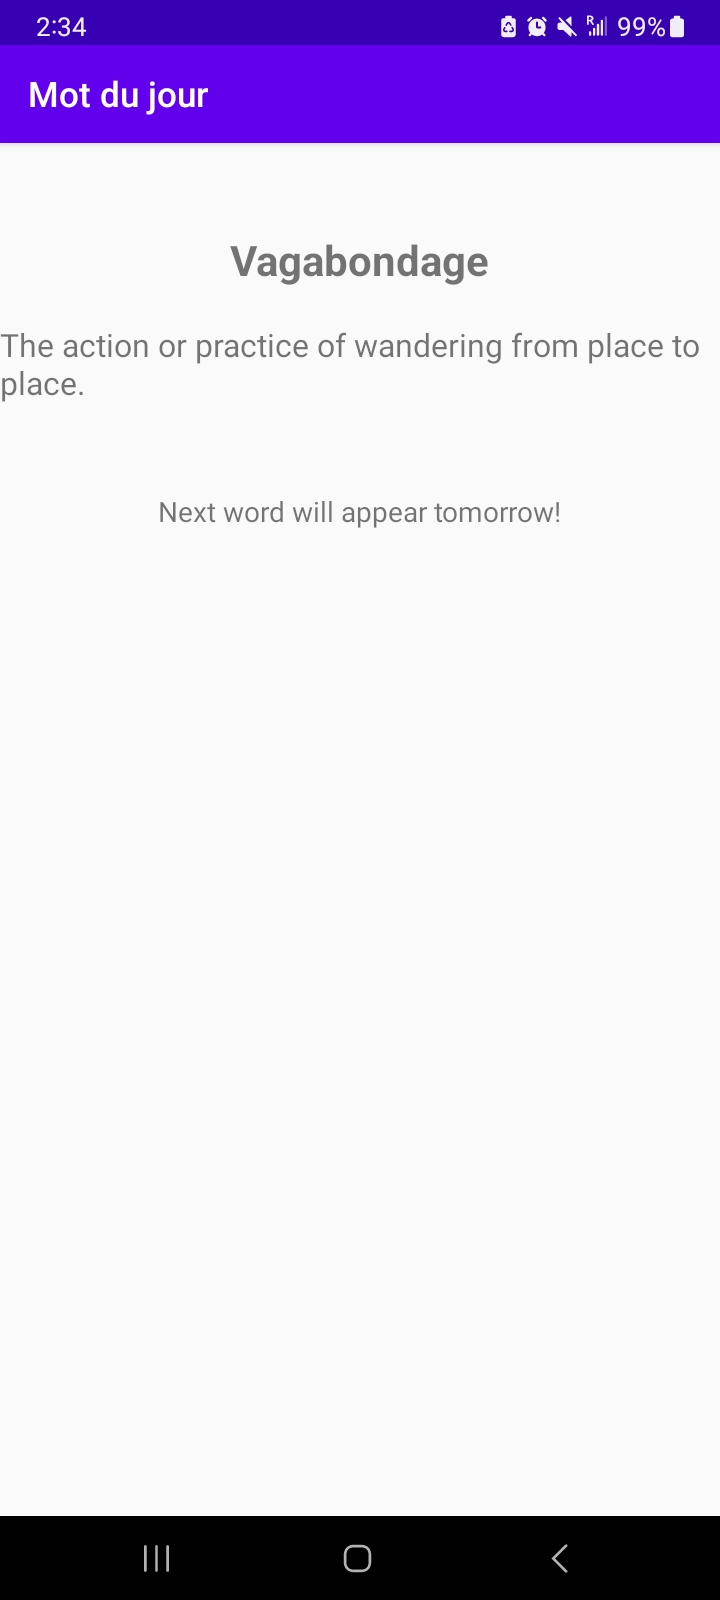 2:34
R 99%
Mot du jour
Vagabondage
The action or practice of wandering from place to
place.
Next word will appear tomorrow!